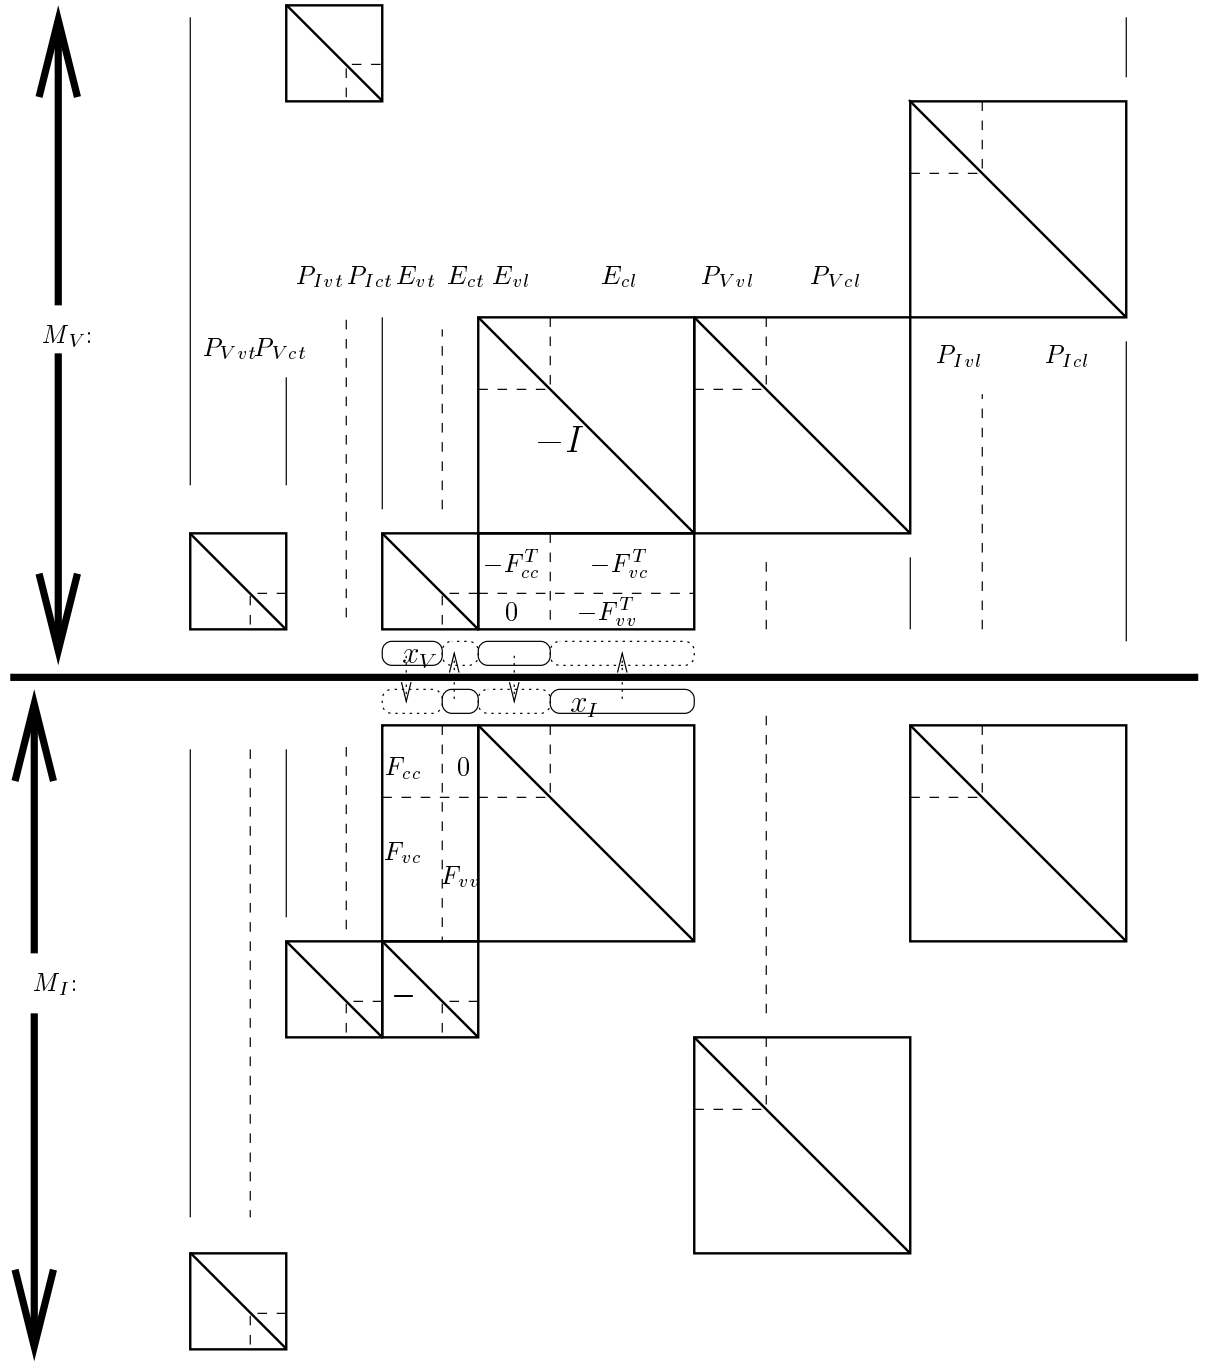 P_{Ivt} P_{Ict} E_{vt} E_{ct} E_{vl} E_{cl} P_{Vvl} P_{Vcl}
M_V:
P_{Vvt} P_{Vct} P_{Ivl} P_{Icl}
−I
−F_{cc}^T −F_{vc}^T
0 −F_{vv}^T
x_V
x_I
F_{cc} 0
F_{vc}
F_{vv}
M_I:
−